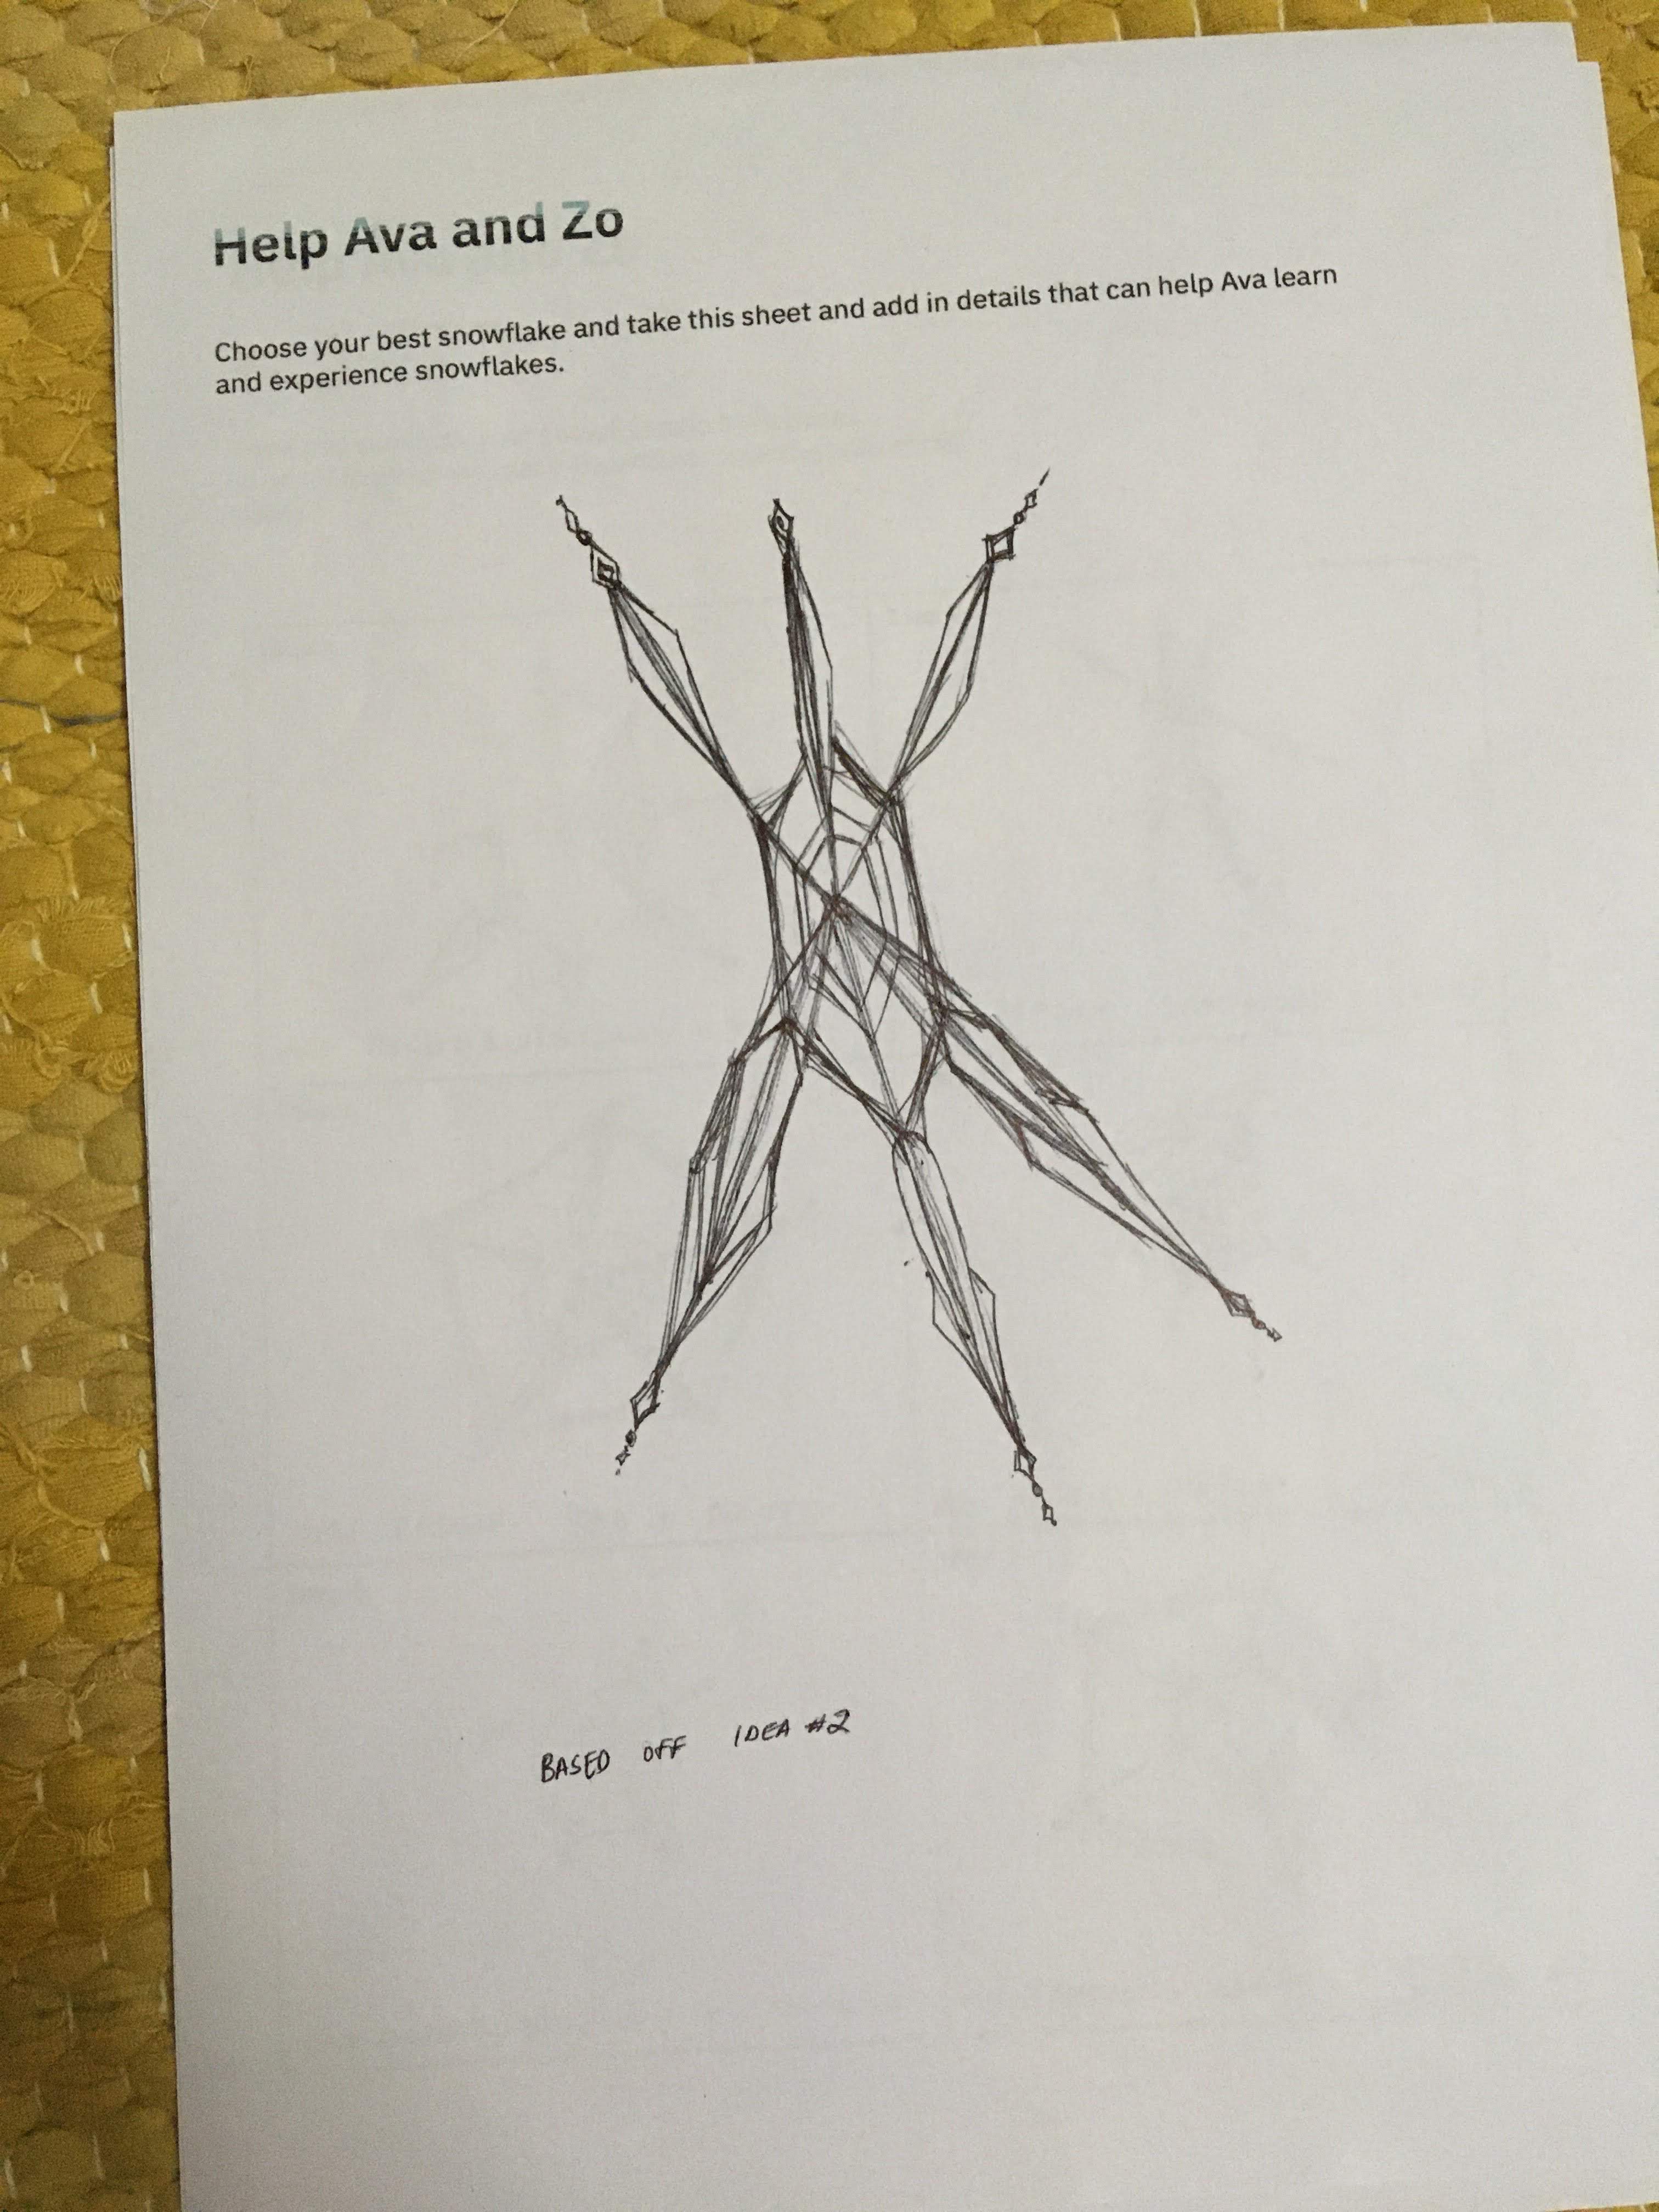 Help Ava and Zo
Choose your best snowflake and take this sheet and add in details that can help Ava learn
and experience snowflakes.
BASED OFF IDEA #2